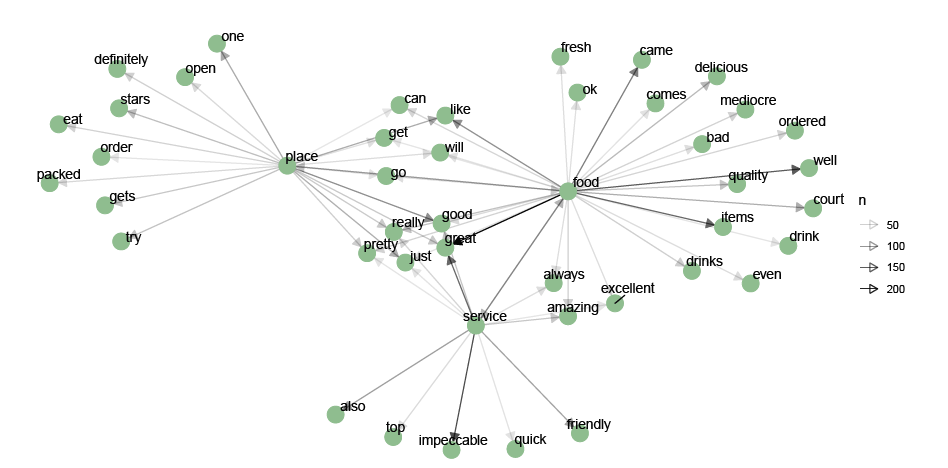 one
definitely
open
stars
eat
order
packed
gets
try
place
can
like
get
will
go
good
really
great
pretty
just
fresh
came
ok
comes
delicious
mediocre
bad
ordered
well
food
quality
court
items
drink
drinks
even
always
excellent
amazing
service
also
top
impeccable
quick
friendly
n
50
100
150
200